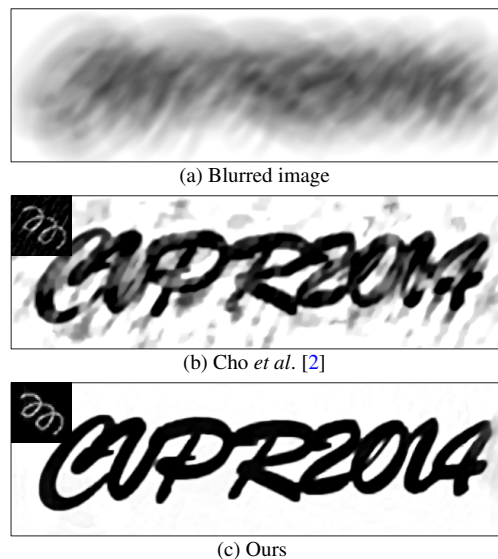 (a) Blurred image
CVPR2014
(b) Cho et al. [2]
CVPR2014
(c) Ours